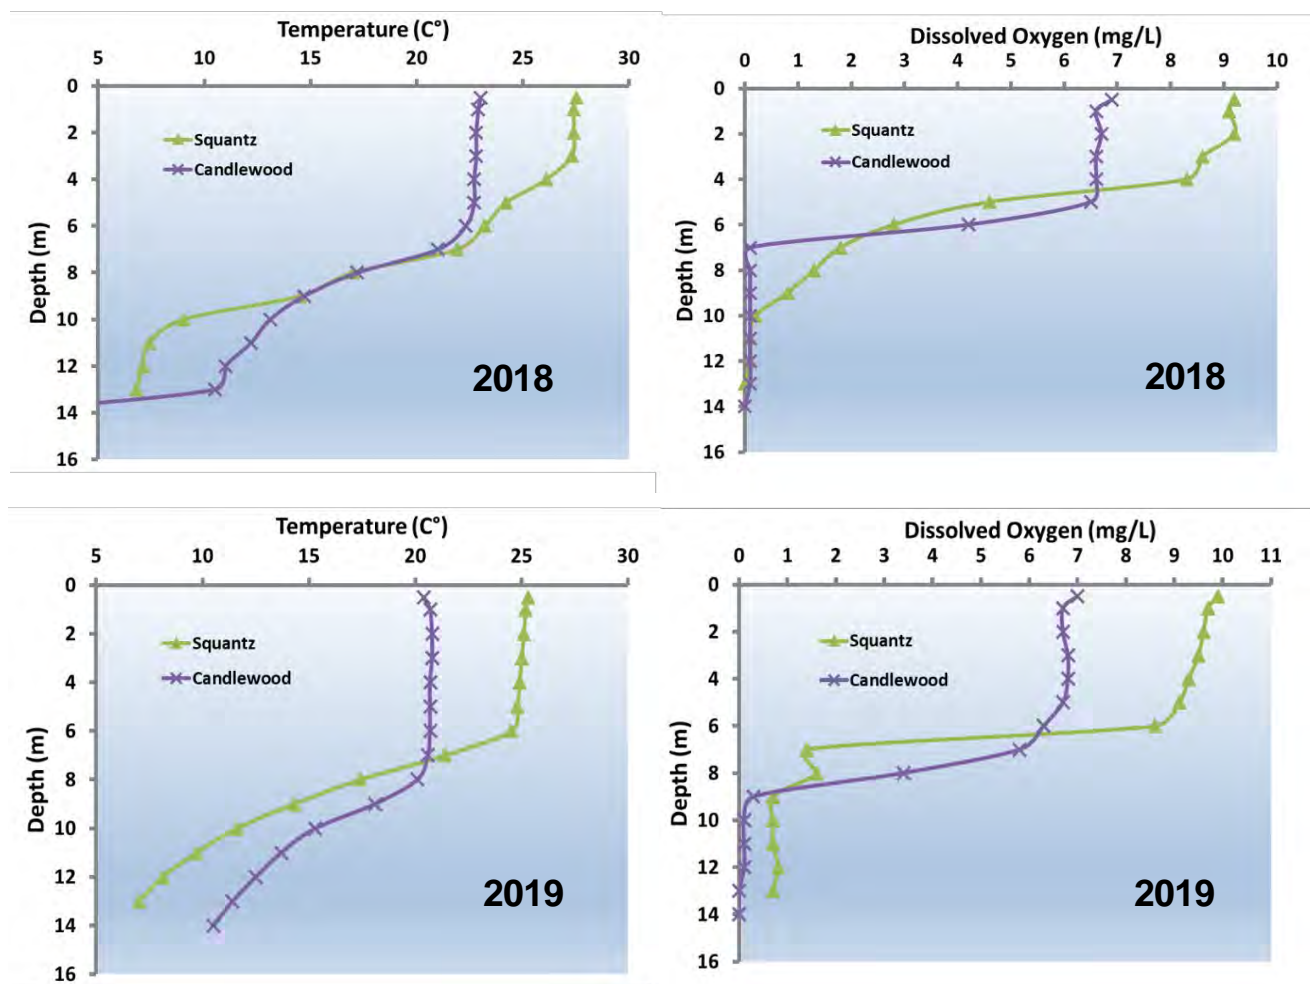 Temperature (C°)
5 10 15 20 25 30
0
2
4
6
8
10
12
14
16
Depth (m)
Squantz
Candlewood
2018
Dissolved Oxygen (mg/L)
0 1 2 3 4 5 6 7 8 9 10
0
2
4
6
8
10
12
14
16
Depth (m)
Squantz
Candlewood
2018
Temperature (C°)
5 10 15 20 25 30
0
2
4
6
8
10
12
14
16
Depth (m)
Squantz
Candlewood
2019
Dissolved Oxygen (mg/L)
0 1 2 3 4 5 6 7 8 9 10 11
0
2
4
6
8
10
12
14
16
Depth (m)
Squantz
Candlewood
2019